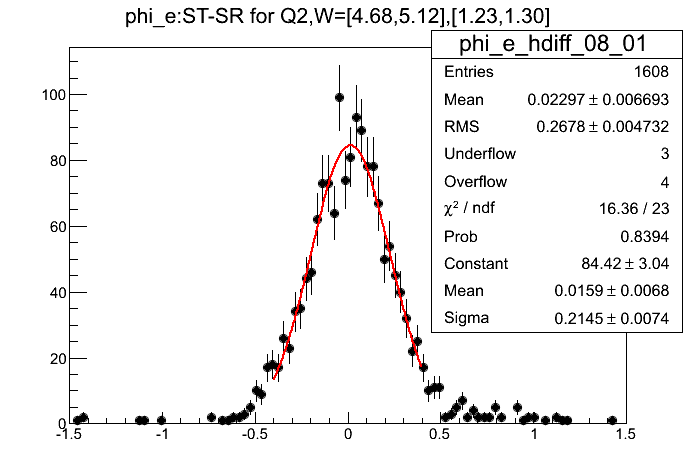 phi_e:ST-SR for Q2,W=[4.68,5.12],[1.23,1.30]
phi_e_hdiff_08_01
Entries 1608
Mean 0.02297 ± 0.006693
RMS 0.2678 ± 0.004732
Underflow 3
Overflow 4
χ² / ndf 16.36 / 23
Prob 0.8394
Constant 84.42 ± 3.04
Mean 0.0159 ± 0.0068
Sigma 0.2145 ± 0.0074
100
80
60
40
20
0
-1.5 -1 -0.5 0 0.5 1 1.5